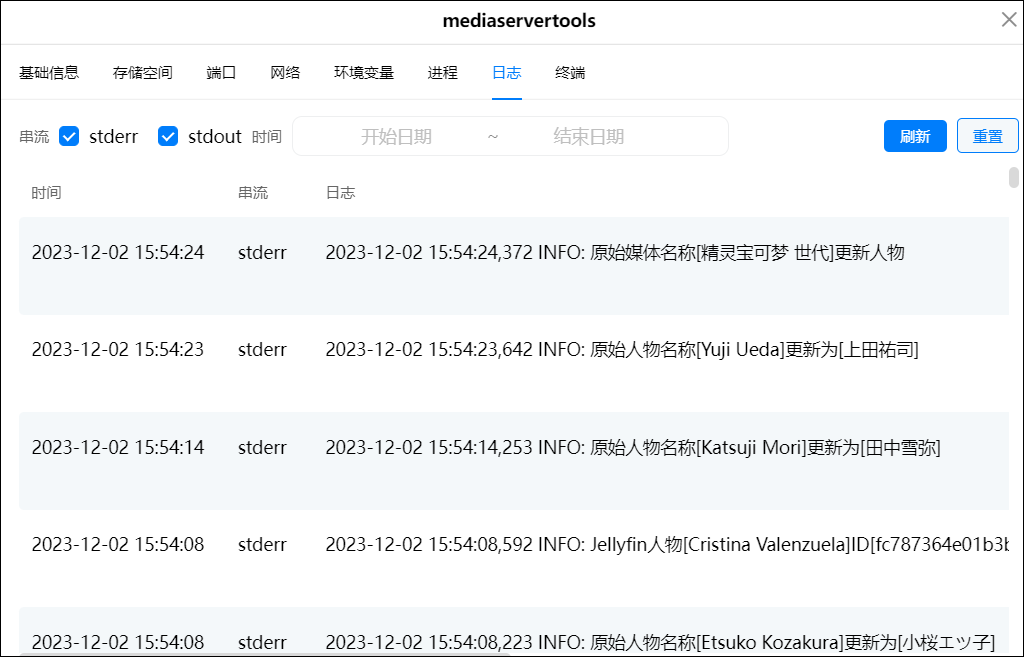 mediaservertools
基础信息 存储空间 端口 网络 环境变量 进程 日志 终端
串流 stderr stdout 时间 开始日期 ~ 结束日期 刷新 重置
时间 串流 日志
2023-12-02 15:54:24 stderr 2023-12-02 15:54:24,372 INFO: 原始媒体名称[精灵宝可梦 世代]更新人物
2023-12-02 15:54:23 stderr 2023-12-02 15:54:23,642 INFO: 原始人物名称[Yuji Ueda]更新为[上田祐司]
2023-12-02 15:54:14 stderr 2023-12-02 15:54:14,253 INFO: 原始人物名称[Katsuji Mori]更新为[田中雪弥]
2023-12-02 15:54:08 stderr 2023-12-02 15:54:08,592 INFO: Jellyfin人物[Cristina Valenzuela]ID[fc787364e01b3b
2023-12-02 15:54:08 stderr 2023-12-02 15:54:08,223 INFO: 原始人物名称[Etsuko Kozakura]更新为[小桜エツ子]